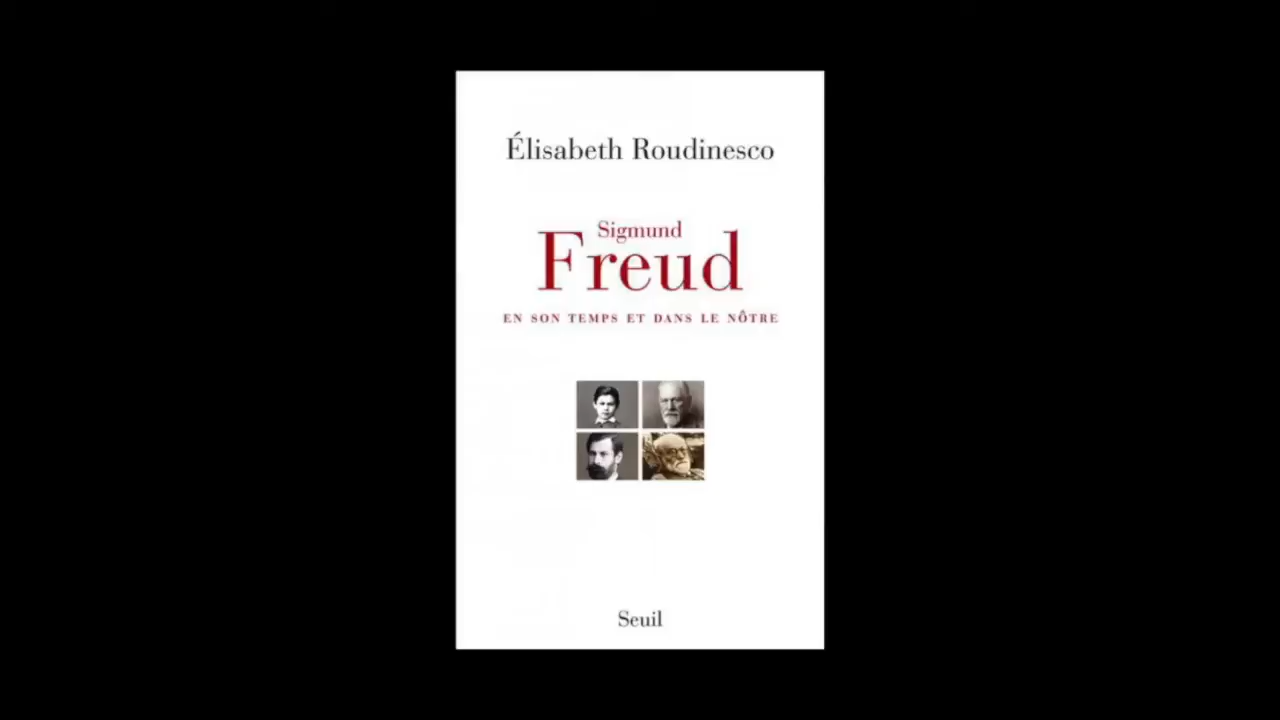 Élisabeth Roudinesco
Sigmund
Freud
EN SON TEMPS ET DANS LE NÔTRE
Seuil